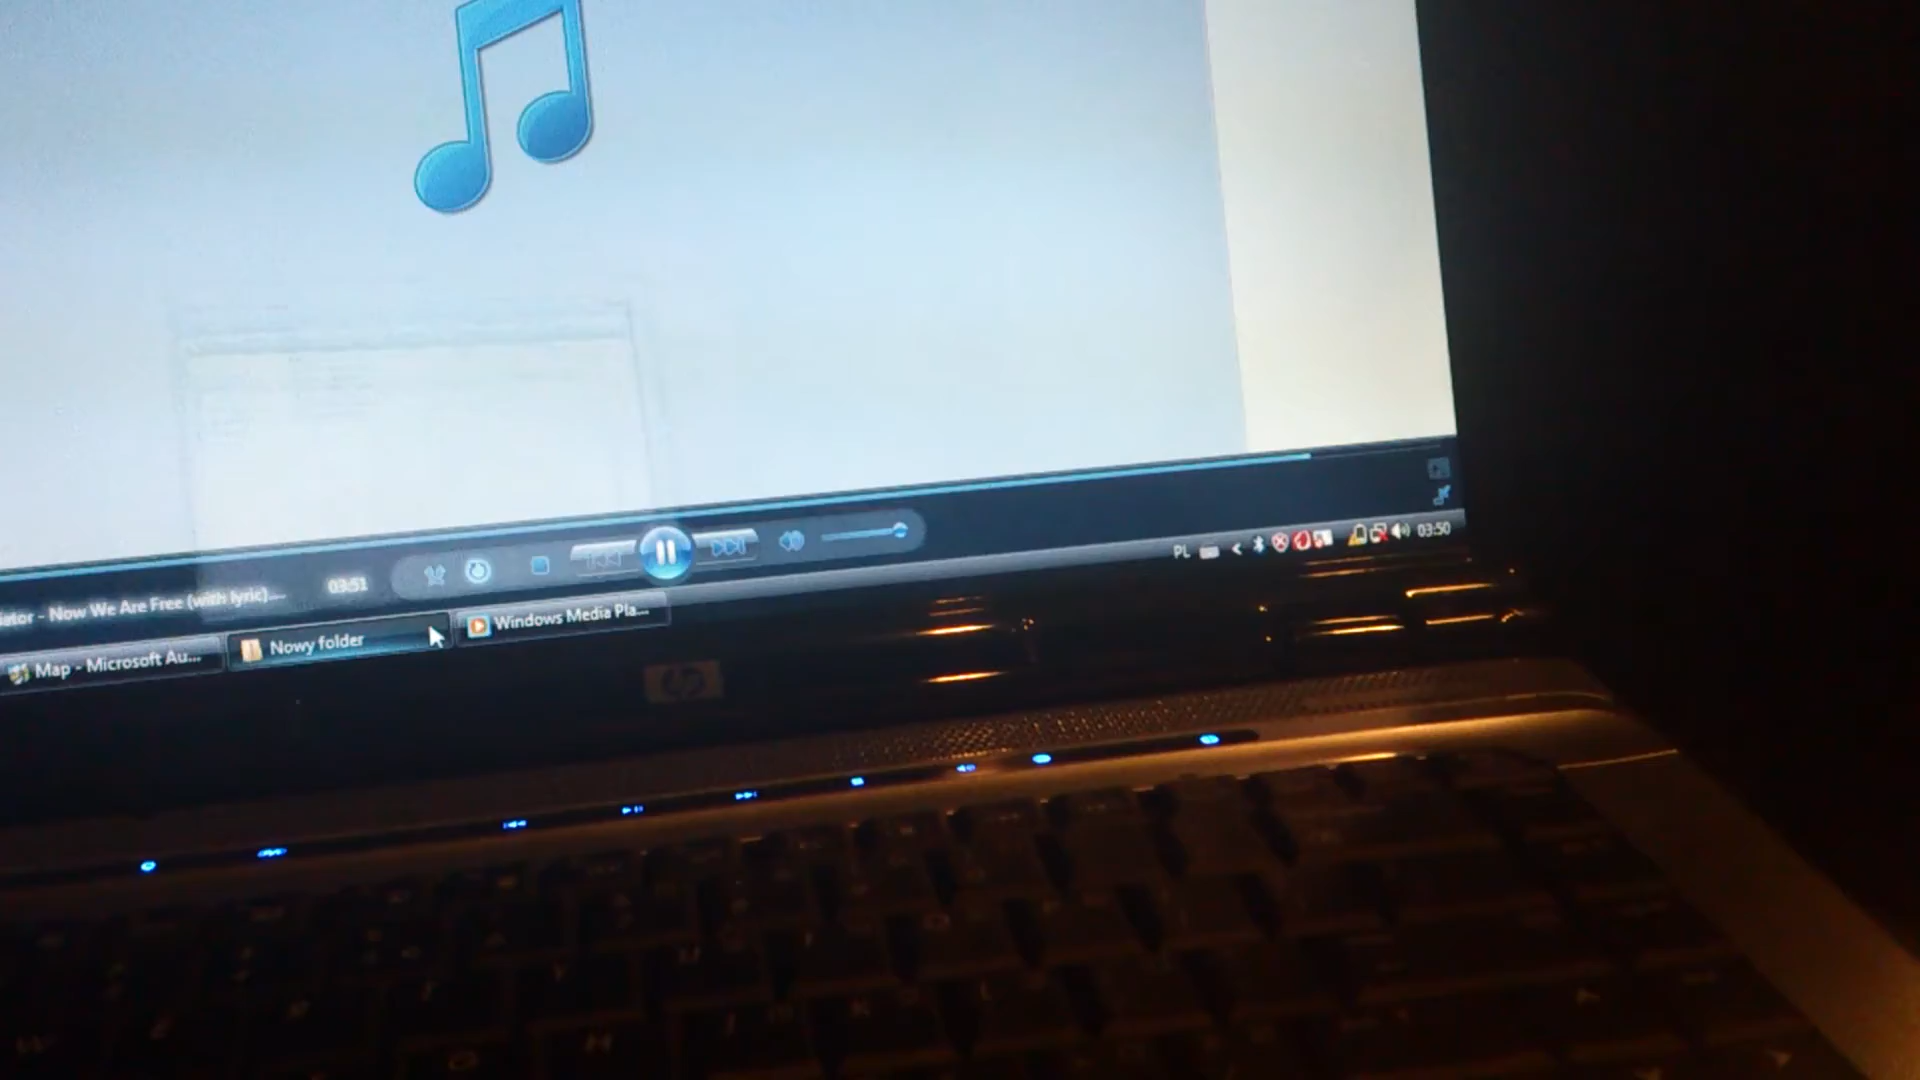 iator - Now We Are Free (with lyric)....
03:51
PL
03:50
Map - Microsoft Au...
Nowy folder
Windows Media Pla...
hp